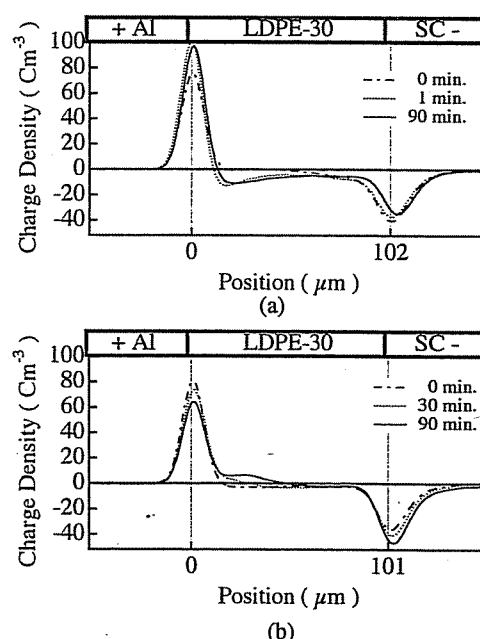 + Al LDPE-30 SC -
100
80
60
40
20
0
-20
-40
Charge Density ( Cm-3 )
0 min.
1 min.
90 min.
0 102
Position ( µm )
(a)
+ Al LDPE-30 SC -
100
80
60
40
20
0
-20
-40
Charge Density ( Cm-3 )
0 min.
30 min.
90 min.
0 101
Position ( µm )
(b)